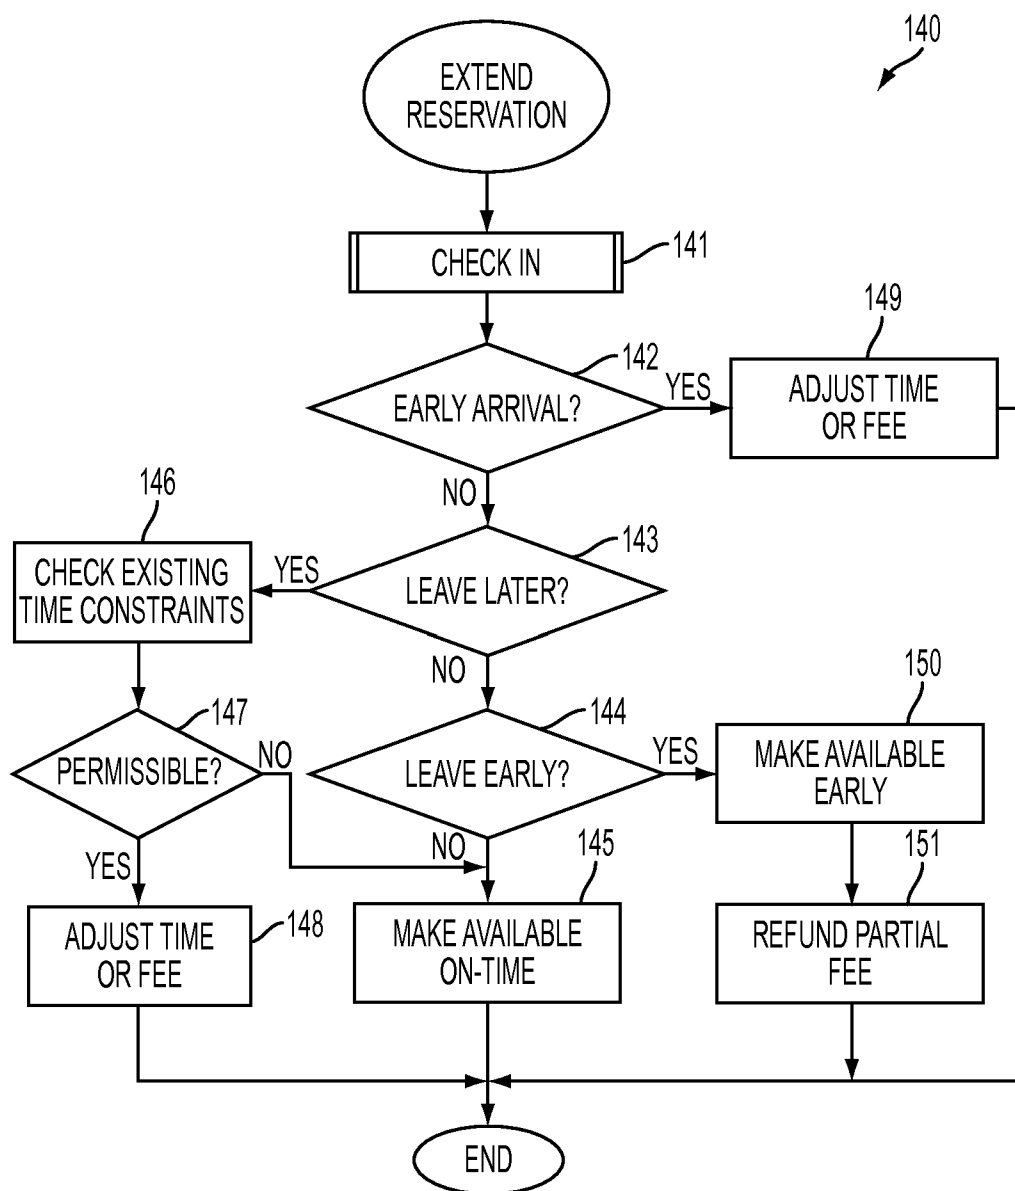 140
EXTEND
RESERVATION
CHECK IN
141
149
142
EARLY ARRIVAL?
YES
ADJUST TIME
OR FEE
NO
146
143
CHECK EXISTING
TIME CONSTRAINTS
YES
LEAVE LATER?
NO
150
147
144
PERMISSIBLE?
NO
LEAVE EARLY?
YES
MAKE AVAILABLE
EARLY
YES
NO
145
151
ADJUST TIME
OR FEE
148
MAKE AVAILABLE
ON-TIME
REFUND PARTIAL
FEE
END